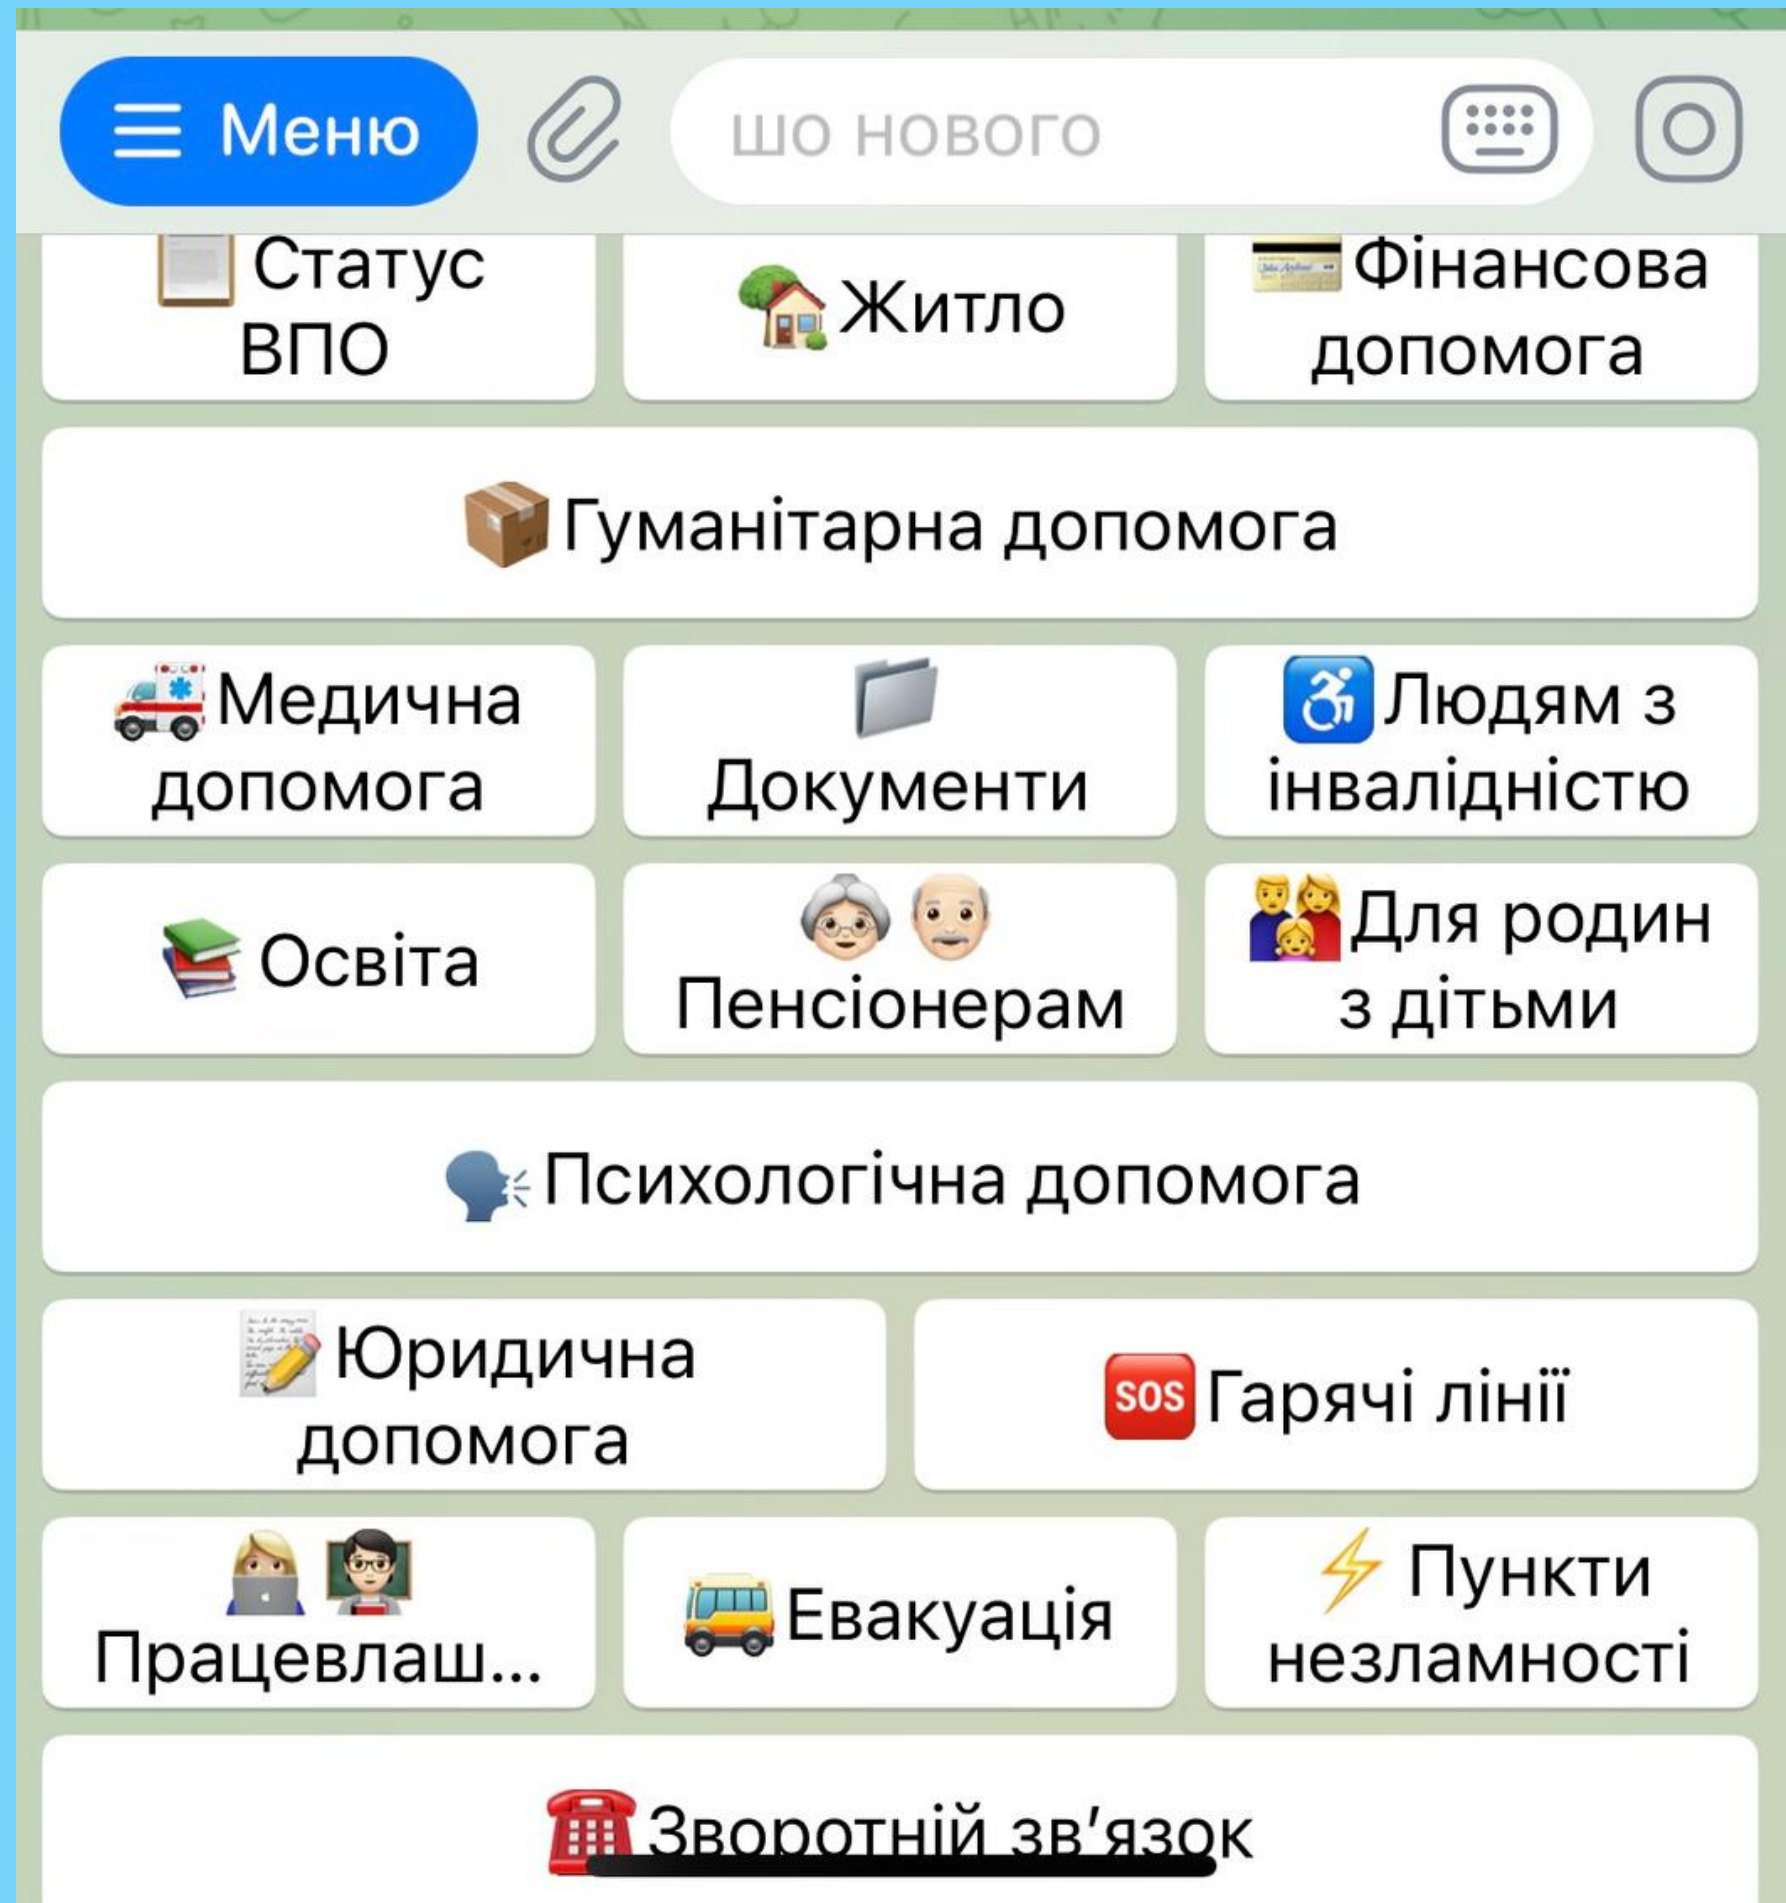 Меню
шо нового
Статус
ВПО
Житло
Фінансова
допомога
Гуманітарна допомога
Медична
допомога
Документи
Людям з
інвалідністю
Освіта
Пенсіонерам
Для родин
з дітьми
Психологічна допомога
Юридична
допомога
SOS
Гарячі лінії
Працевлаш...
Евакуація
Пункти
незламності
Зворотній зв’язок